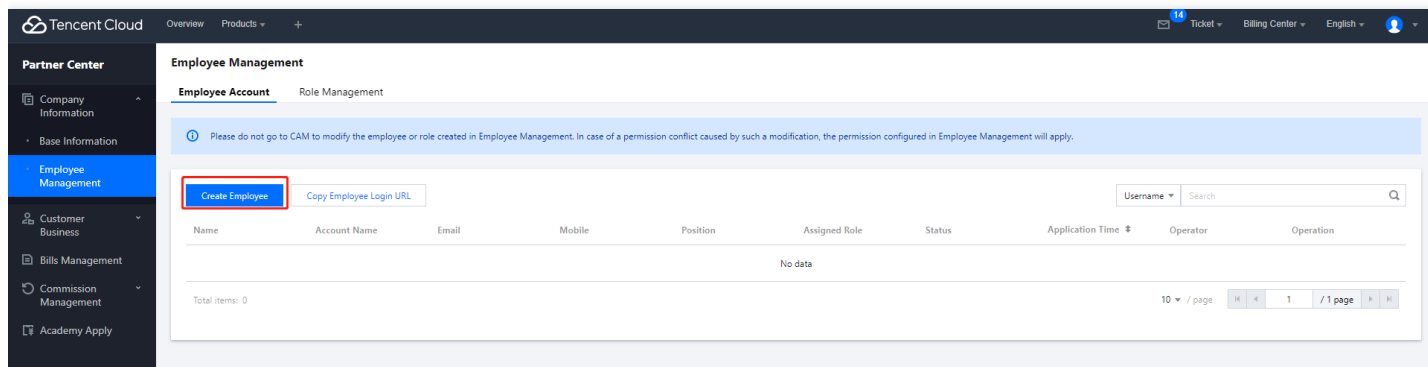 Tencent Cloud Overview Products + 14 Ticket Billing Center English
Partner Center
Company
Information
Base Information
Employee
Management
Customer
Business
Bills Management
Commission
Management
Academy Apply
Employee Management
Employee Account Role Management
Please do not go to CAM to modify the employee or role created in Employee Management. In case of a permission conflict caused by such a modification, the permission configured in Employee Management will apply.
Create Employee Copy Employee Login URL Username Search
Name Account Name Email Mobile Position Assigned Role Status Application Time Operator Operation
No data
Total items: 0 10 / page 1 / 1 page